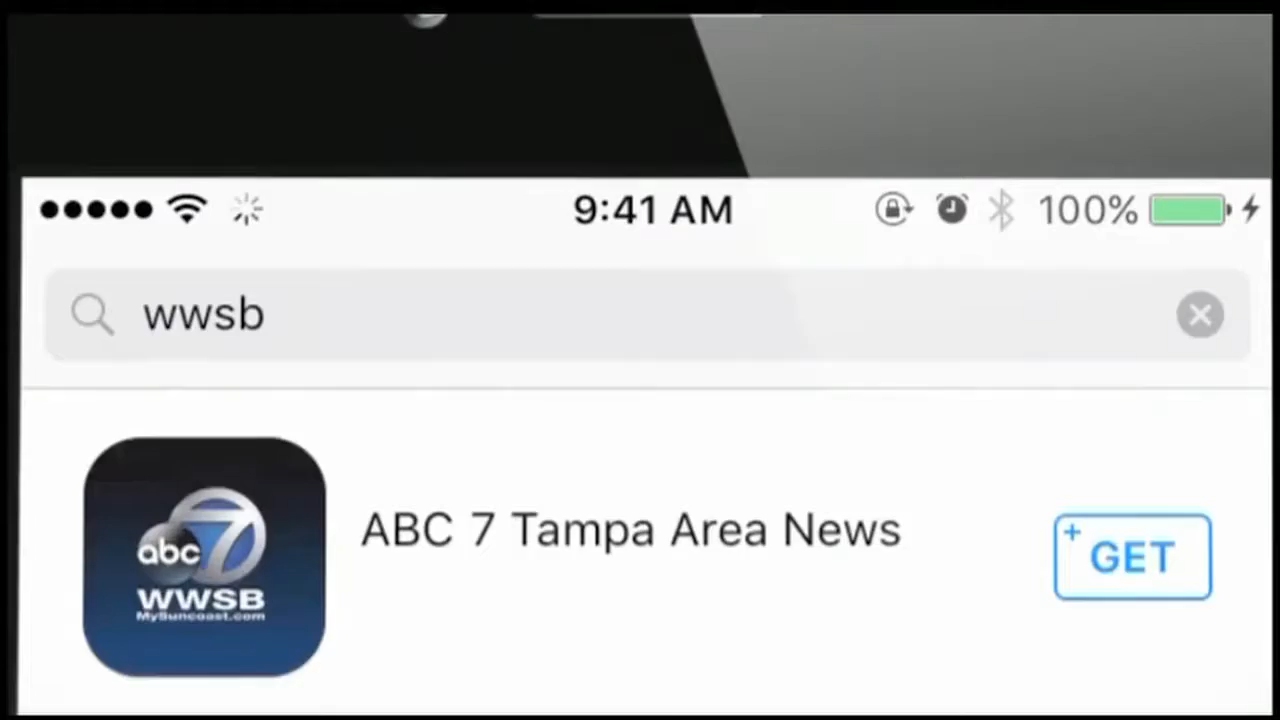 9:41 AM
100%
wwsb
ABC 7 Tampa Area News
+ GET
abc 7
WWSB
MySuncoast.com